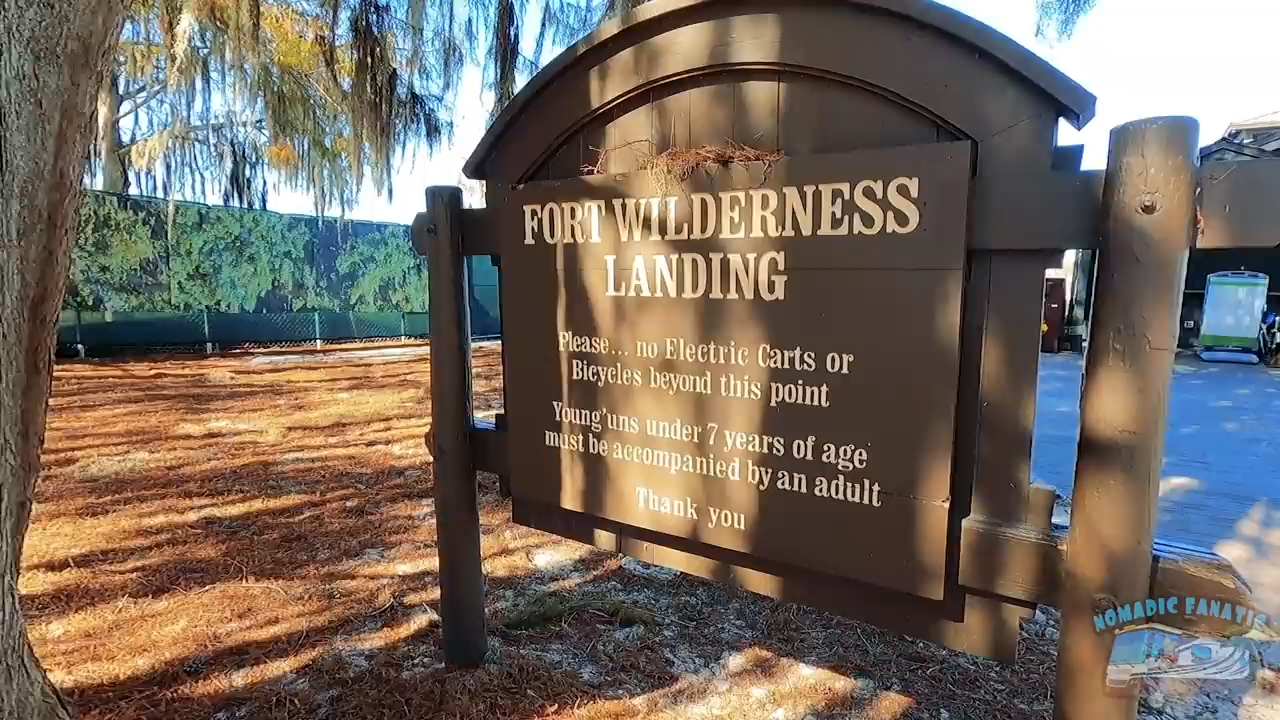 FORT WILDERNESS
LANDING
Please... no Electric Carts or
Bicycles beyond this point
Young'uns under 7 years of age
must be accompanied by an adult
Thank you
NOMADIC FANATIC